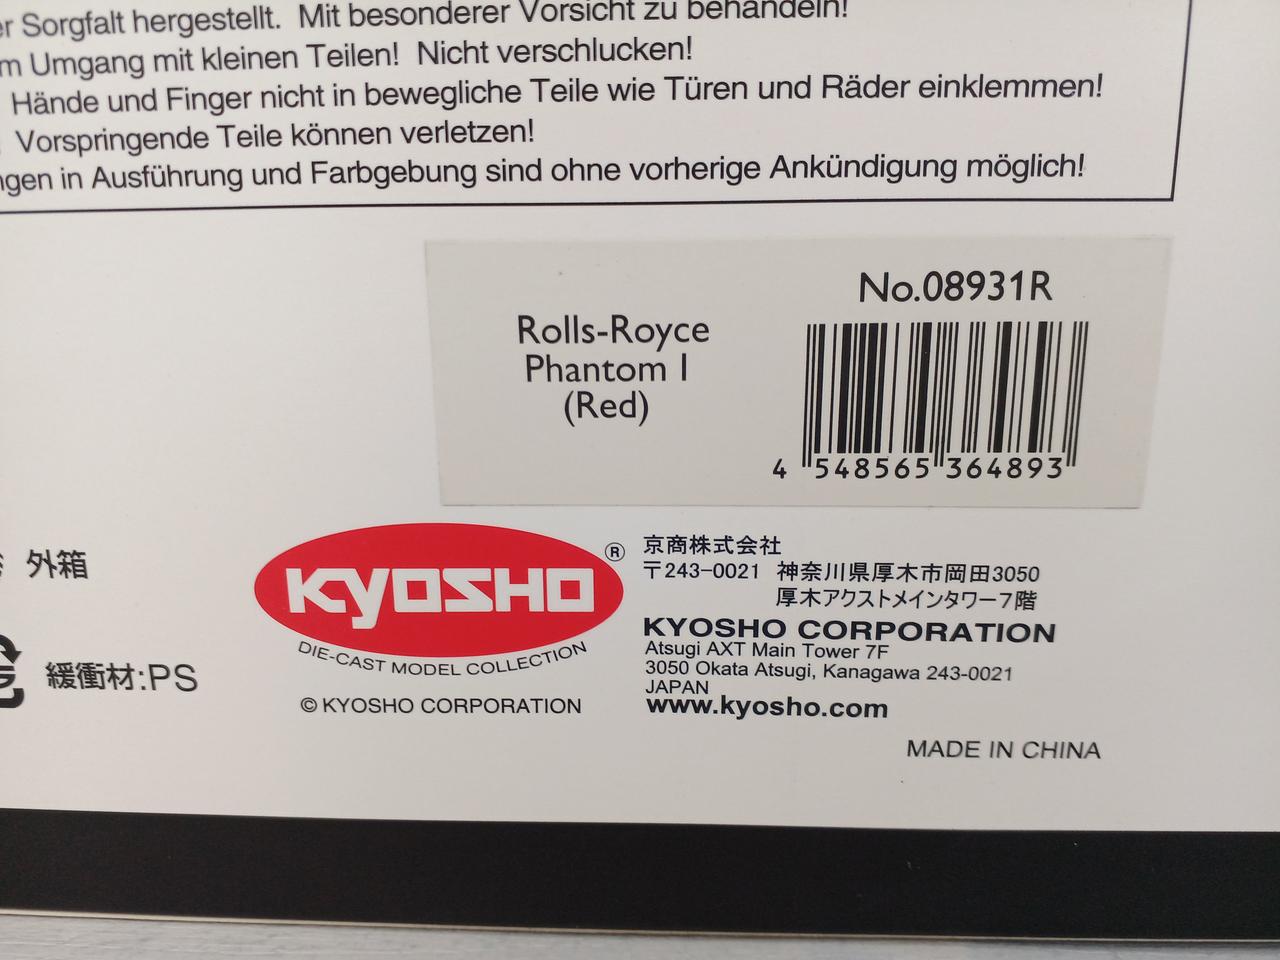 er Sorgfalt hergestellt. Mit besonderer Vorsicht zu behandeln!
m Umgang mit kleinen Teilen! Nicht verschlucken!
Hände und Finger nicht in bewegliche Teile wie Türen und Räder einklemmen!
Vorspringende Teile können verletzen!
ngen in Ausführung und Farbgebung sind ohne vorherige Ankündigung möglich!
No.08931R
Rolls-Royce
Phantom I
(Red)
4 548565 364893
外箱
緩衝材:PS
KYOSHO ®
DIE-CAST MODEL COLLECTION
© KYOSHO CORPORATION
京商株式会社
〒243-0021 神奈川県厚木市岡田3050
厚木アクストメインタワー7階
KYOSHO CORPORATION
Atsugi AXT Main Tower 7F
3050 Okata Atsugi, Kanagawa 243-0021
JAPAN
www.kyosho.com
MADE IN CHINA